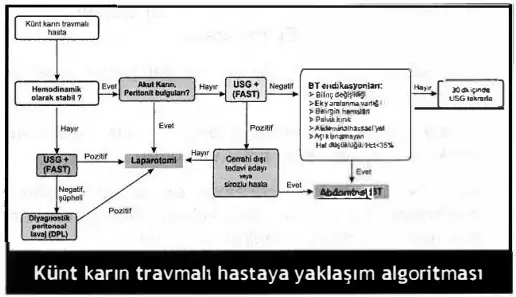 Künt karın travmalı
hasta
Hemodinamik
olarak stabil ?
Evet
Akut Karın,
Peritonit bulguları?
Hayır
USG +
(FAST)
Negatif
BT endikasyonları:
> Bilinç değişikliği
> Ek yaralanma varlığı
> Belirgin hematüri
> Pelvik kırık
> Abdominal hassasiyet
> Açıklanamayan
Hct düşüklüğü: Hct<35%
Hayır
30 dk içinde
USG tekrarla
Hayır
Evet
Pozitif
Evet
USG +
(FAST)
Pozitif
Laparotomi
Hayır
Cerrahi dışı
tedavi adayı
veya
sirozlu hasta
Evet
Abdominal BT
Negatif,
şüpheli
Pozitif
Diyagnostik
peritoneal
lavaj (DPL)
Künt karın travmalı hastaya yaklaşım algoritması